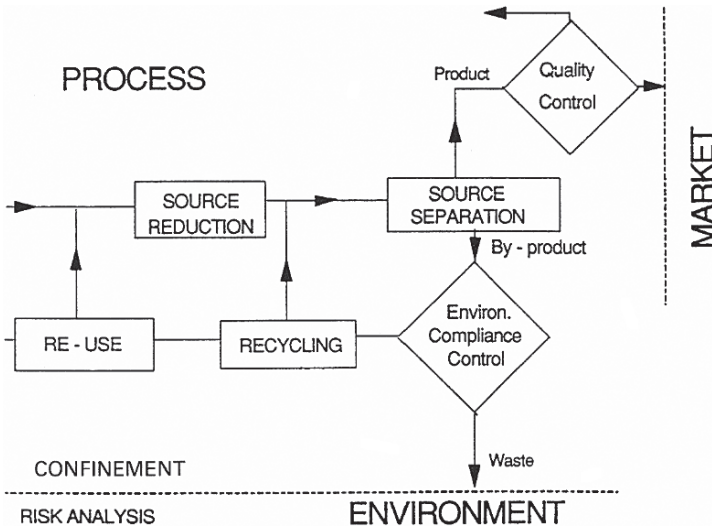 PROCESS
Product
Quality
Control
MARKET
SOURCE
REDUCTION
SOURCE
SEPARATION
By - product
RE - USE
RECYCLING
Environ.
Compliance
Control
Waste
CONFINEMENT
RISK ANALYSIS
ENVIRONMENT